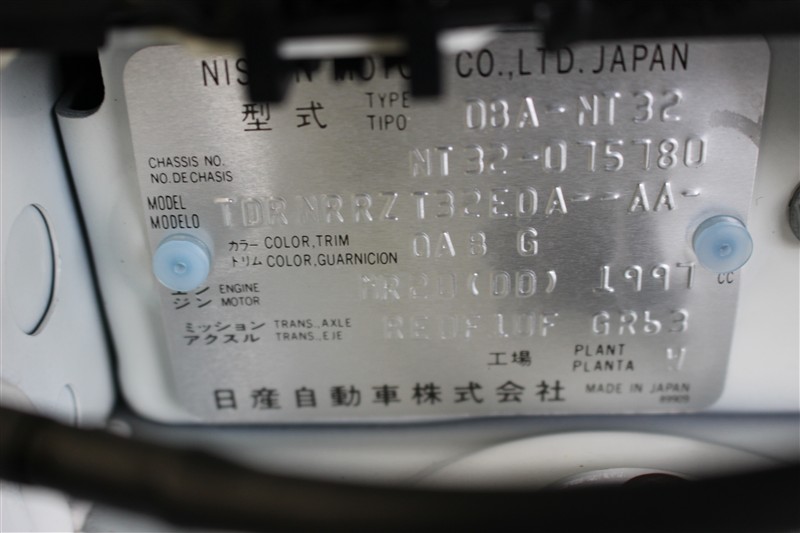 NISSAN MOTOR CO.,LTD. JAPAN
型式 TYPE TIPO DBA-NT32
CHASSIS NO. NO. DE CHASIS NT32-075780
MODEL MODELO T32EDA--AA-
カラー COLOR, TRIM
トリム COLOR, GUARNICION QAB G
エンジン ENGINE MOTOR MR20(DD) 1997 CC
ミッション TRANS., AXLE
アクスル TRANS., EJE RE0F10F GR53
工場 PLANT PLANTA W
日産自動車株式会社 MADE IN JAPAN